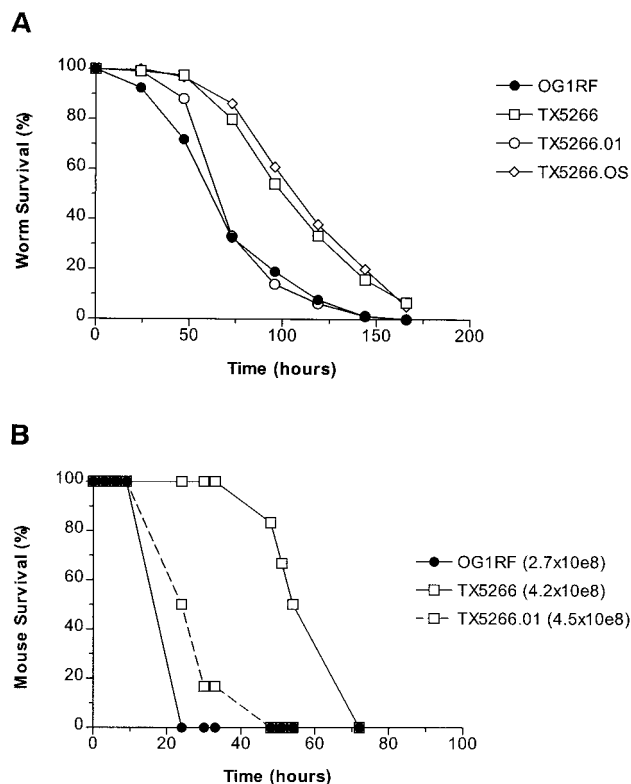 A
100
80
60
40
20
0
Worm Survival (%)
0
50
100
150
200
Time (hours)
OG1RF
TX5266
TX5266.01
TX5266.OS
B
100
80
60
40
20
0
Mouse Survival (%)
0
20
40
60
80
100
Time (hours)
OG1RF (2.7x10e8)
TX5266 (4.2x10e8)
TX5266.01 (4.5x10e8)